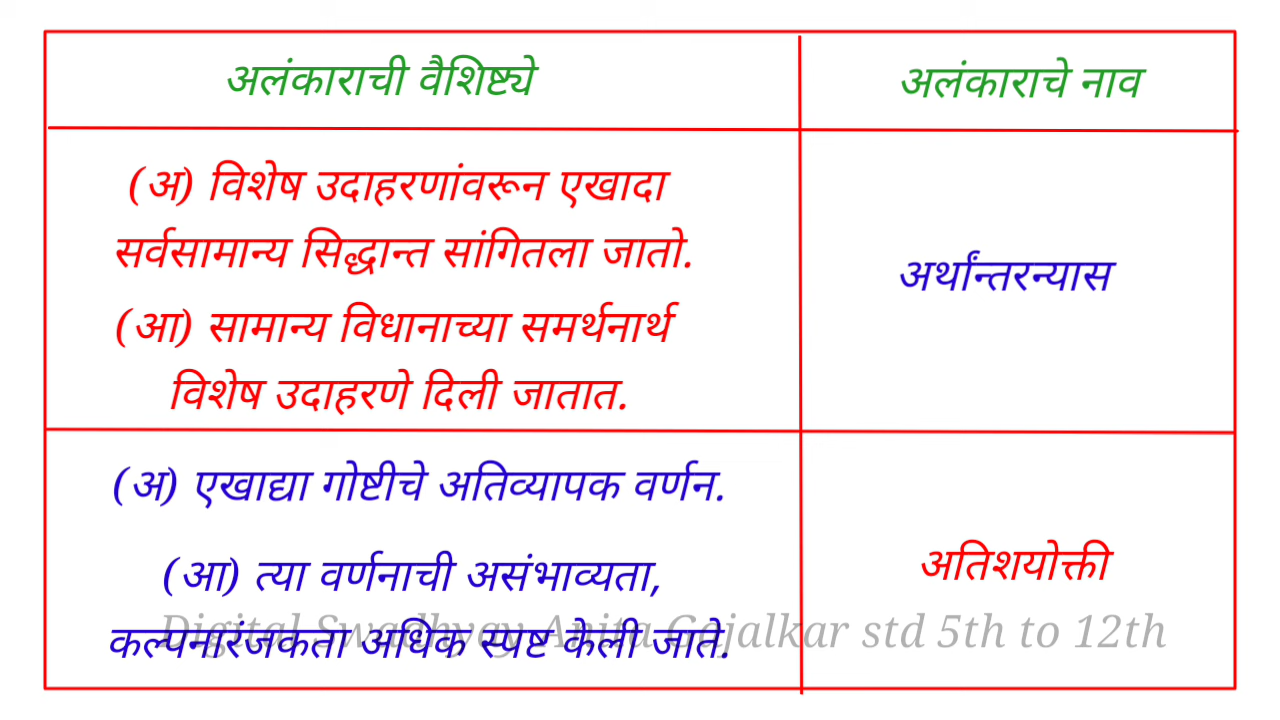 अलंकाराची वैशिष्ट्ये
अलंकाराचे नाव
(अ) विशेष उदाहरणांवरून एखादा
सर्वसामान्य सिद्धान्त सांगितला जातो.
(आ) सामान्य विधानाच्या समर्थनार्थ
विशेष उदाहरणे दिली जातात.
अर्थांन्तरन्यास
(अ) एखाद्या गोष्टीचे अतिव्यापक वर्णन.
(आ) त्या वर्णनाची असंभाव्यता,
कल्पनारंजकता अधिक स्पष्ट केली जाते.
अतिशयोक्ती
Digital Swadhyay Anita Gojalkar std 5th to 12th